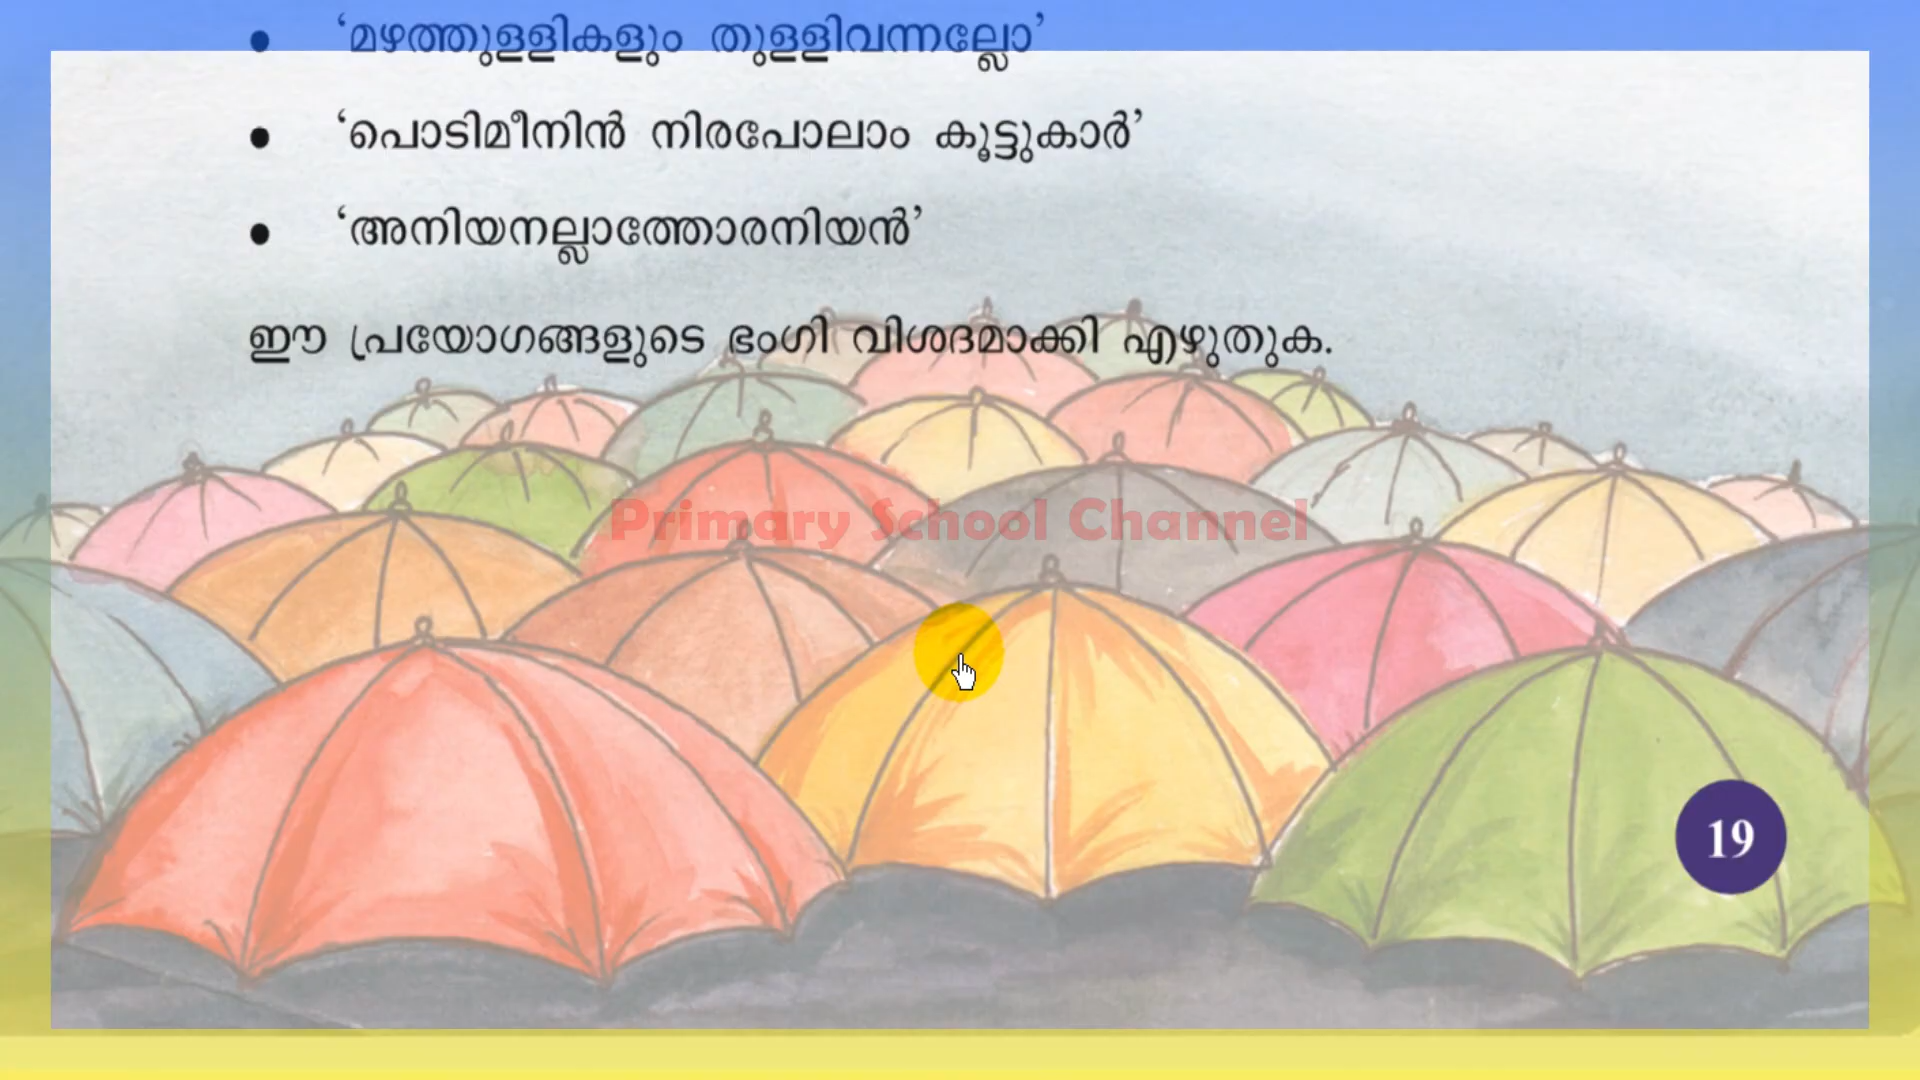 • ‘മഴത്തുള്ളികളും തുള്ളിവന്നല്ലോ’
• ‘പൊടിമീനിൻ നിരപോലാം കൂട്ടുകാർ’
• ‘അനിയനല്ലാത്തോരനിയൻ’
ഈ പ്രയോഗങ്ങളുടെ ഭംഗി വിശദമാക്കി എഴുതുക.
Primary School Channel
19